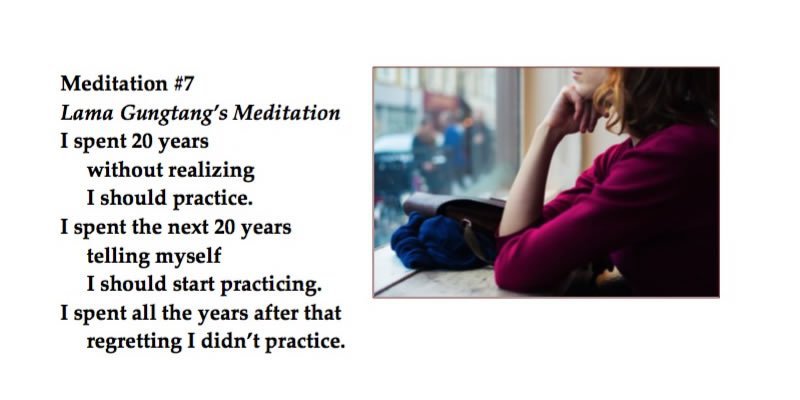 Meditation #7
Lama Gungtang's Meditation
I spent 20 years
without realizing
I should practice.
I spent the next 20 years
telling myself
I should start practicing.
I spent all the years after that
regretting I didn't practice.